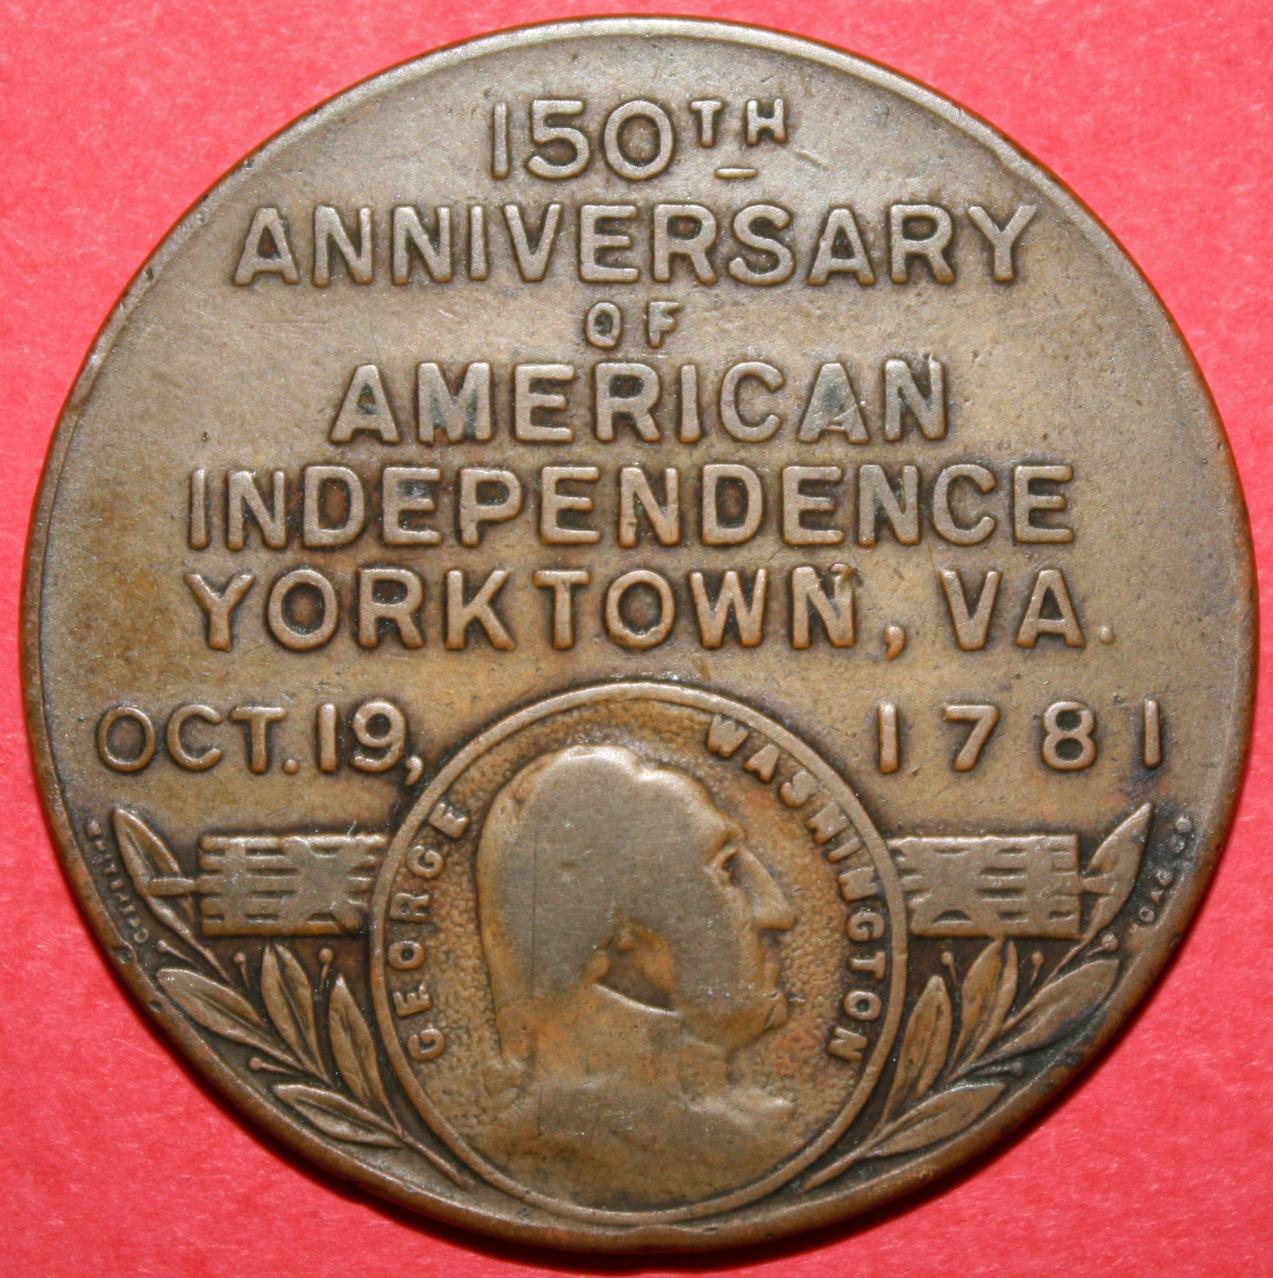 150TH
ANNIVERSARY
OF
AMERICAN
INDEPENDENCE
YORKTOWN, VA.
OCT. 19, 1781
GEORGE WASHINGTON